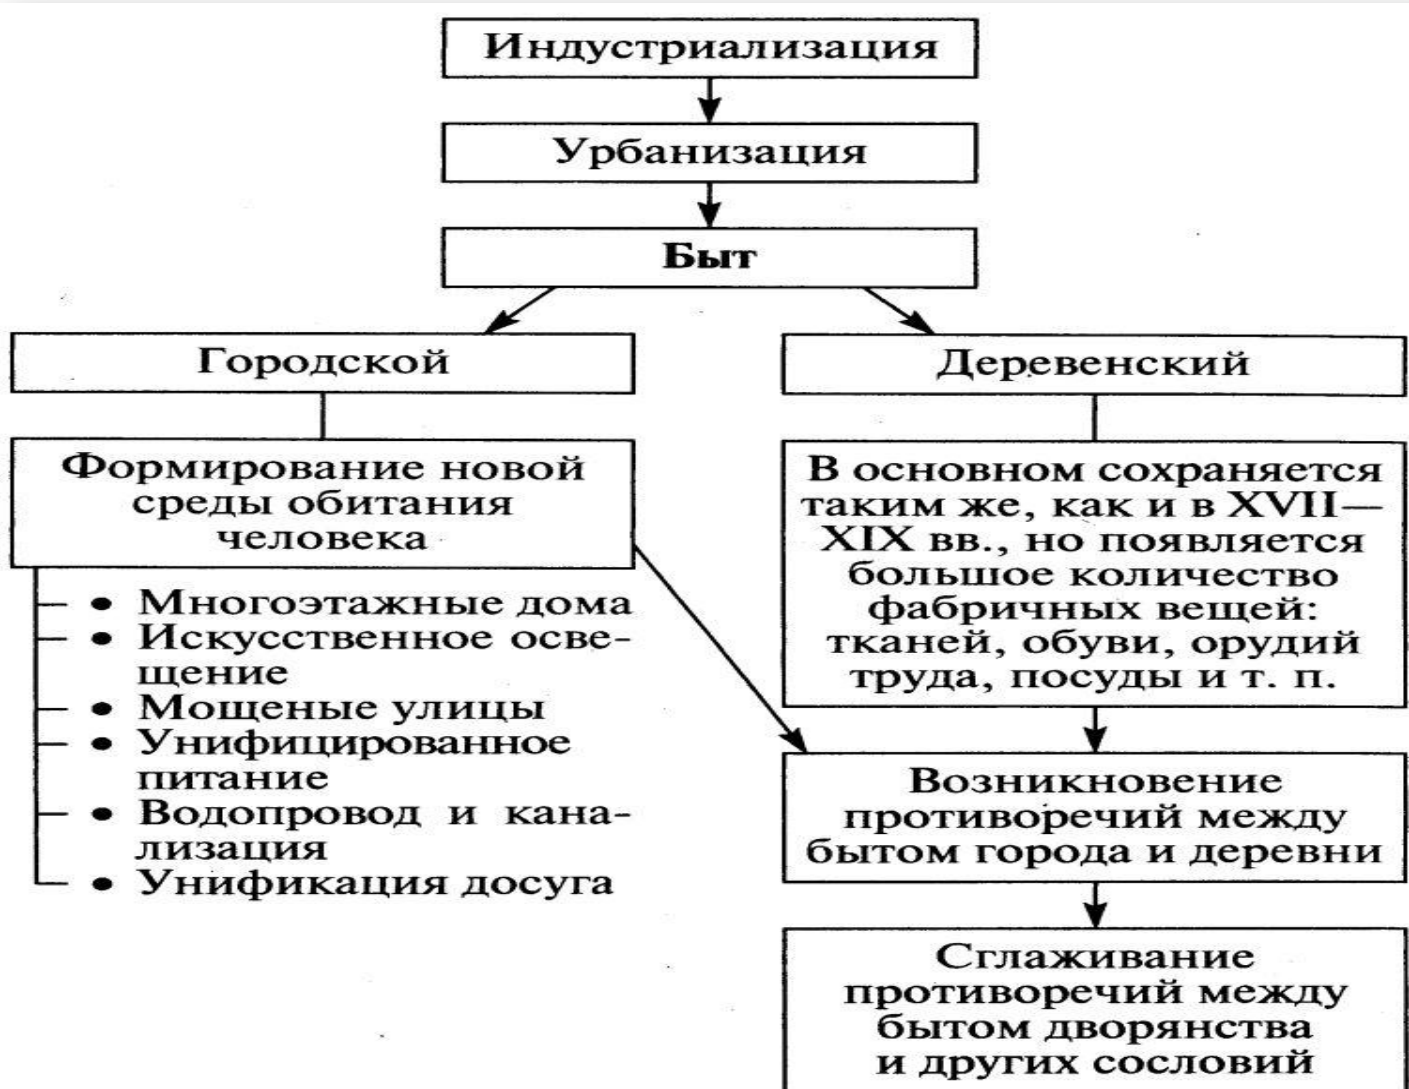 Индустриализация
Урбанизация
Быт
Городской
Деревенский
Формирование новой
среды обитания
человека
• Многоэтажные дома
• Искусственное осве-
щение
• Мощеные улицы
• Унифицированное
питание
• Водопровод и кана-
лизация
• Унификация досуга
В основном сохраняется
таким же, как и в XVII—
XIX вв., но появляется
большое количество
фабричных вещей:
тканей, обуви, орудий
труда, посуды и т. п.
Возникновение
противоречий между
бытом города и деревни
Сглаживание
противоречий между
бытом дворянства
и других сословий